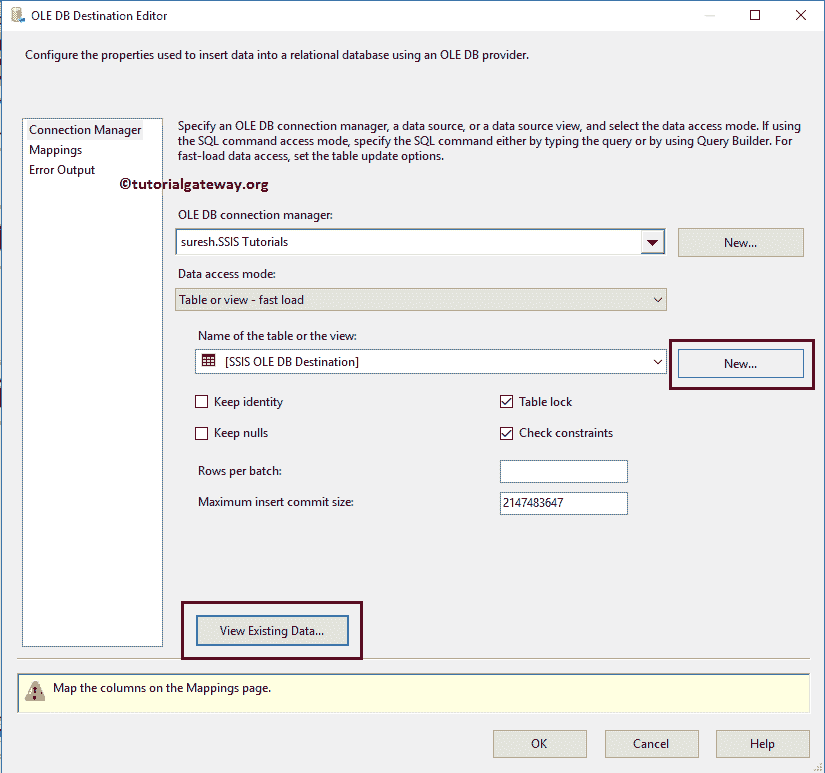 OLE DB Destination Editor
Configure the properties used to insert data into a relational database using an OLE DB provider.
Connection Manager
Mappings
Error Output
Specify an OLE DB connection manager, a data source, or a data source view, and select the data access mode. If using
the SQL command access mode, specify the SQL command either by typing the query or by using Query Builder. For
fast-load data access, set the table update options.
©tutorialgateway.org
OLE DB connection manager:
suresh.SSIS Tutorials
New...
Data access mode:
Table or view - fast load
Name of the table or the view:
[SSIS OLE DB Destination]
New...
Keep identity
Table lock
Keep nulls
Check constraints
Rows per batch:
Maximum insert commit size:
2147483647
View Existing Data...
Map the columns on the Mappings page.
OK
Cancel
Help